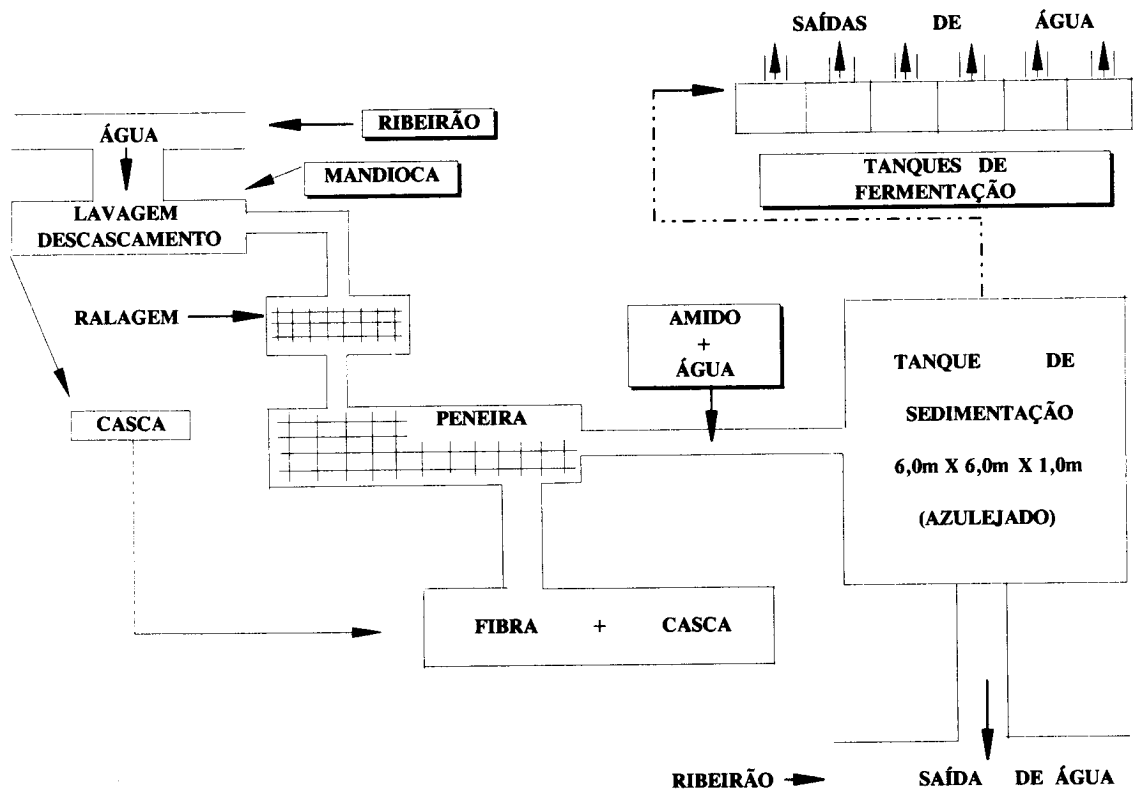 SAÍDAS DE ÁGUA
RIBEIRÃO
ÁGUA
MANDIOCA
TANQUES DE
FERMENTAÇÃO
LAVAGEM
DESCASCAMENTO
RALAGEM
AMIDO
+
ÁGUA
TANQUE DE
SEDIMENTAÇÃO
6,0m X 6,0m X 1,0m
(AZULEJADO)
CASCA
PENEIRA
FIBRA + CASCA
RIBEIRÃO
SAÍDA DE ÁGUA